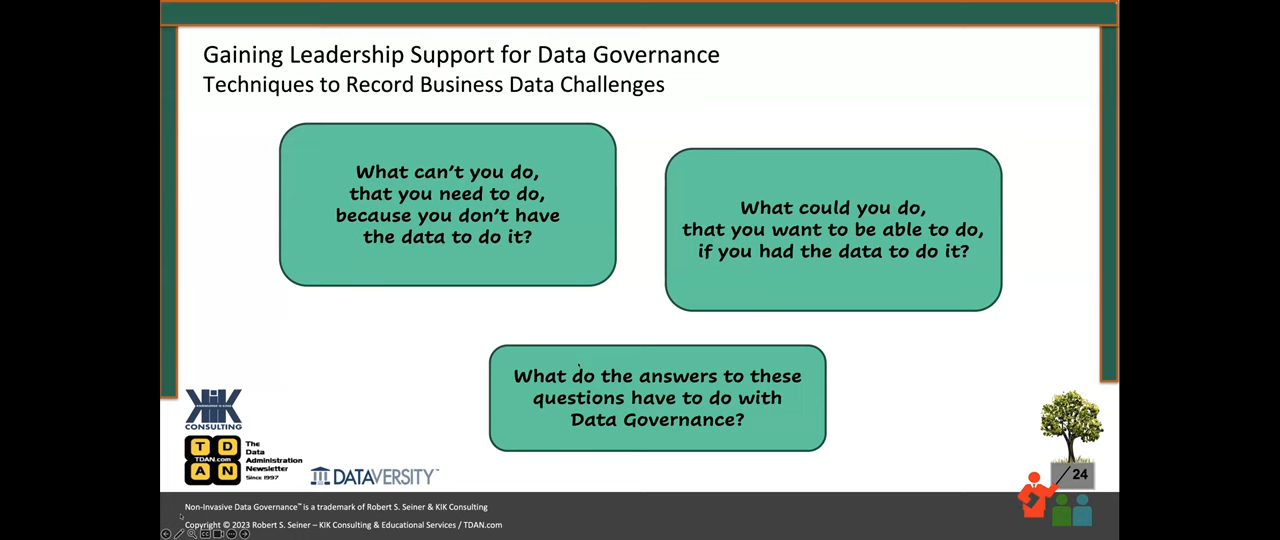 Gaining Leadership Support for Data Governance
Techniques to Record Business Data Challenges
What can't you do,
that you need to do,
because you don't have
the data to do it?
What could you do,
that you want to be able to do,
if you had the data to do it?
What do the answers to these
questions have to do with
Data Governance?
KIK
CONSULTING
T D
TDAN.com
A N
The
Data
Administration
Newsletter
Since 1997
DATAVERSITY™
24
Non-Invasive Data Governance™ is a trademark of Robert S. Seiner & KIK Consulting
Copyright © 2023 Robert S. Seiner – KIK Consulting & Educational Services / TDAN.com